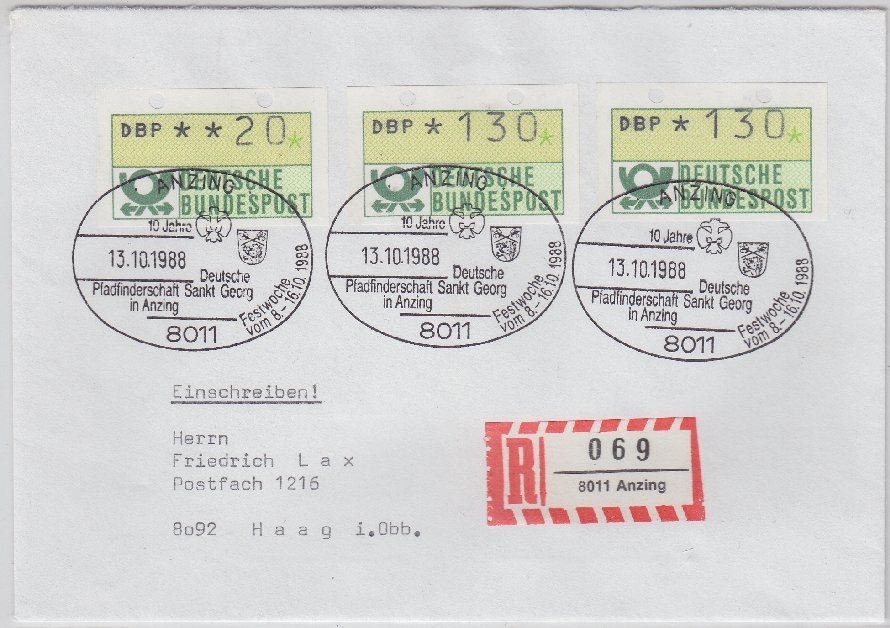 DBP * * 20 *
DEUTSCHE
BUNDESPOST
DBP * 130 *
DEUTSCHE
BUNDESPOST
DBP * 130 *
DEUTSCHE
BUNDESPOST
ANZING
10 Jahre
13.10.1988
Deutsche
Pfadfinderschaft Sankt Georg
in Anzing
8011
Festwoche
vom 8.-16.10.1988
ANZING
10 Jahre
13.10.1988
Deutsche
Pfadfinderschaft Sankt Georg
in Anzing
8011
Festwoche
vom 8.-16.10.1988
ANZING
10 Jahre
13.10.1988
Deutsche
Pfadfinderschaft Sankt Georg
in Anzing
8011
Festwoche
vom 8.-16.10.1988
Einschreiben!
Herrn
Friedrich L a x
Postfach 1216
8o92 H a a g i.Obb.
R
069
8011 Anzing